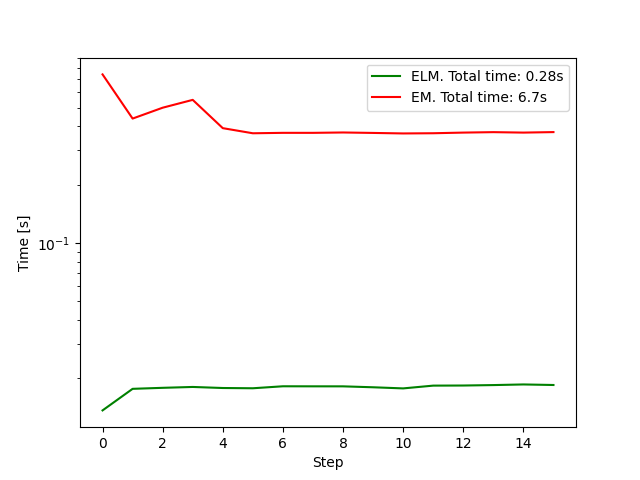 ELM. Total time: 0.28s
EM. Total time: 6.7s
Time [s]
10⁻¹
0 2 4 6 8 10 12 14
Step